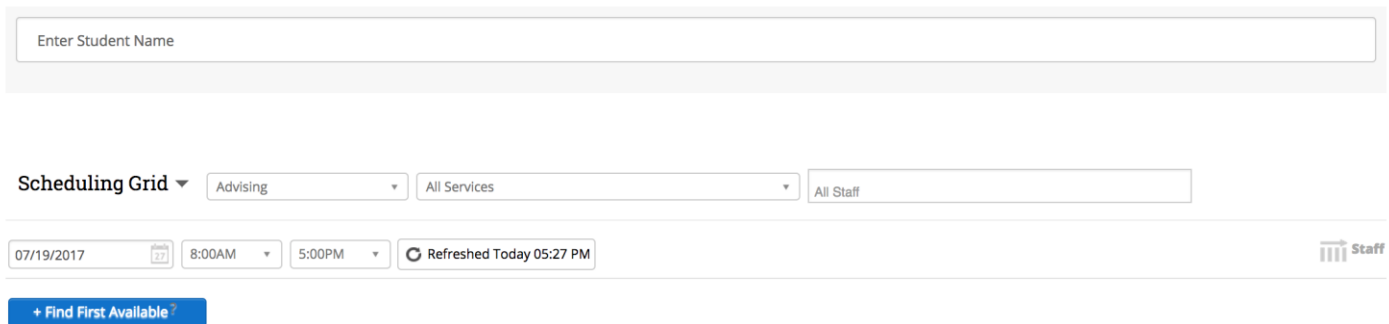 Enter Student Name
Scheduling Grid Advising All Services All Staff
07/19/2017 27 8:00AM 5:00PM Refreshed Today 05:27 PM Staff
+ Find First Available ?